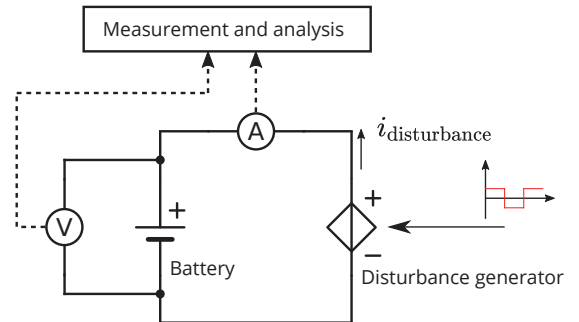 Measurement and analysis
A
i_disturbance
V
+
+
−
Battery
Disturbance generator